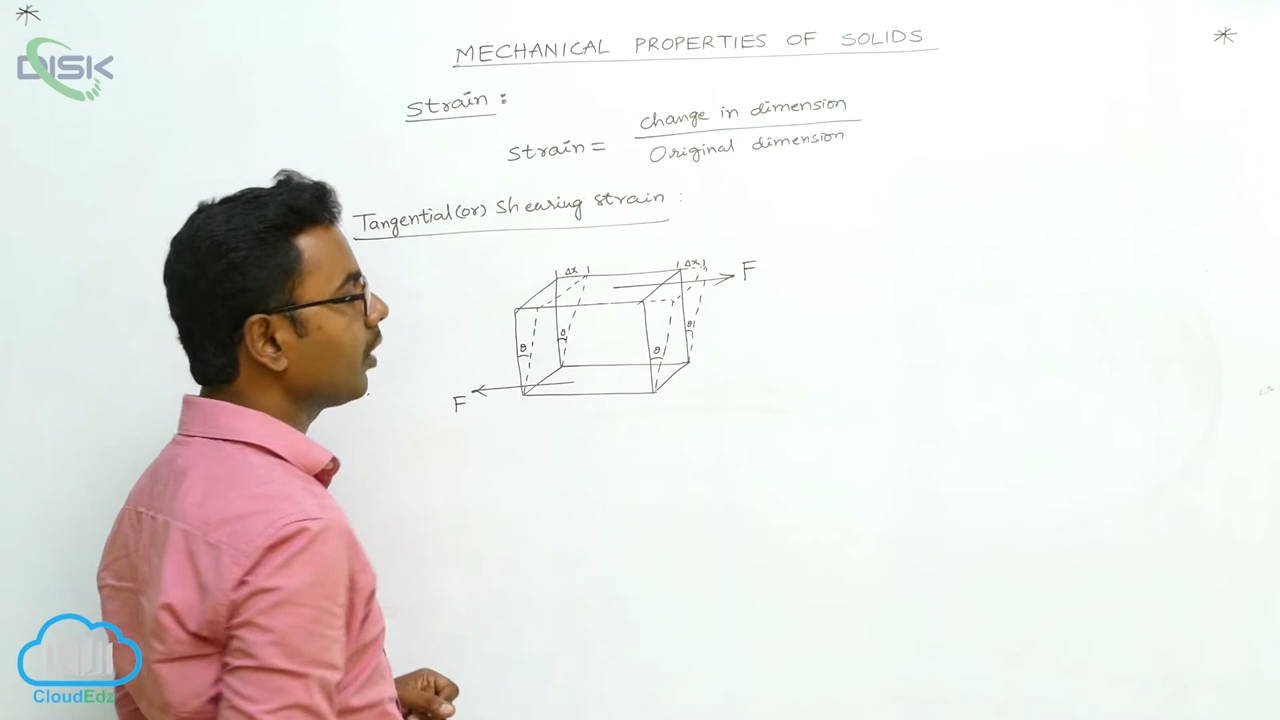 *
*
DISK
MECHANICAL PROPERTIES OF SOLIDS
Strain :
Strain = change in dimension
Original dimension
Tangential (or) Shearing strain :
Δx
Δx
F
θ
θ
θ
θ
F
CloudEdz